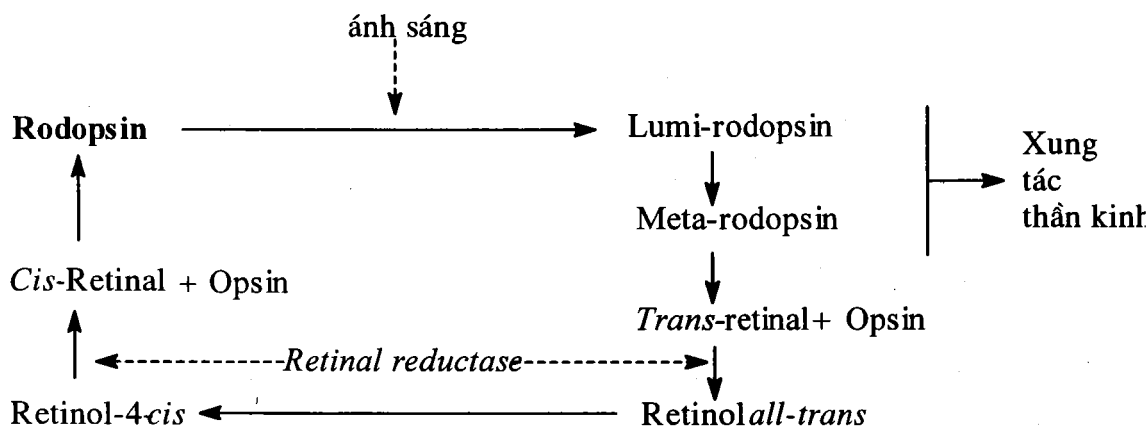 ánh sáng
Rodopsin
Lumi-rodopsin
Xung
tác
thần kinh
Meta-rodopsin
Cis-Retinal + Opsin
Trans-retinal+ Opsin
Retinal reductase
Retinol-4-cis
Retinol all-trans